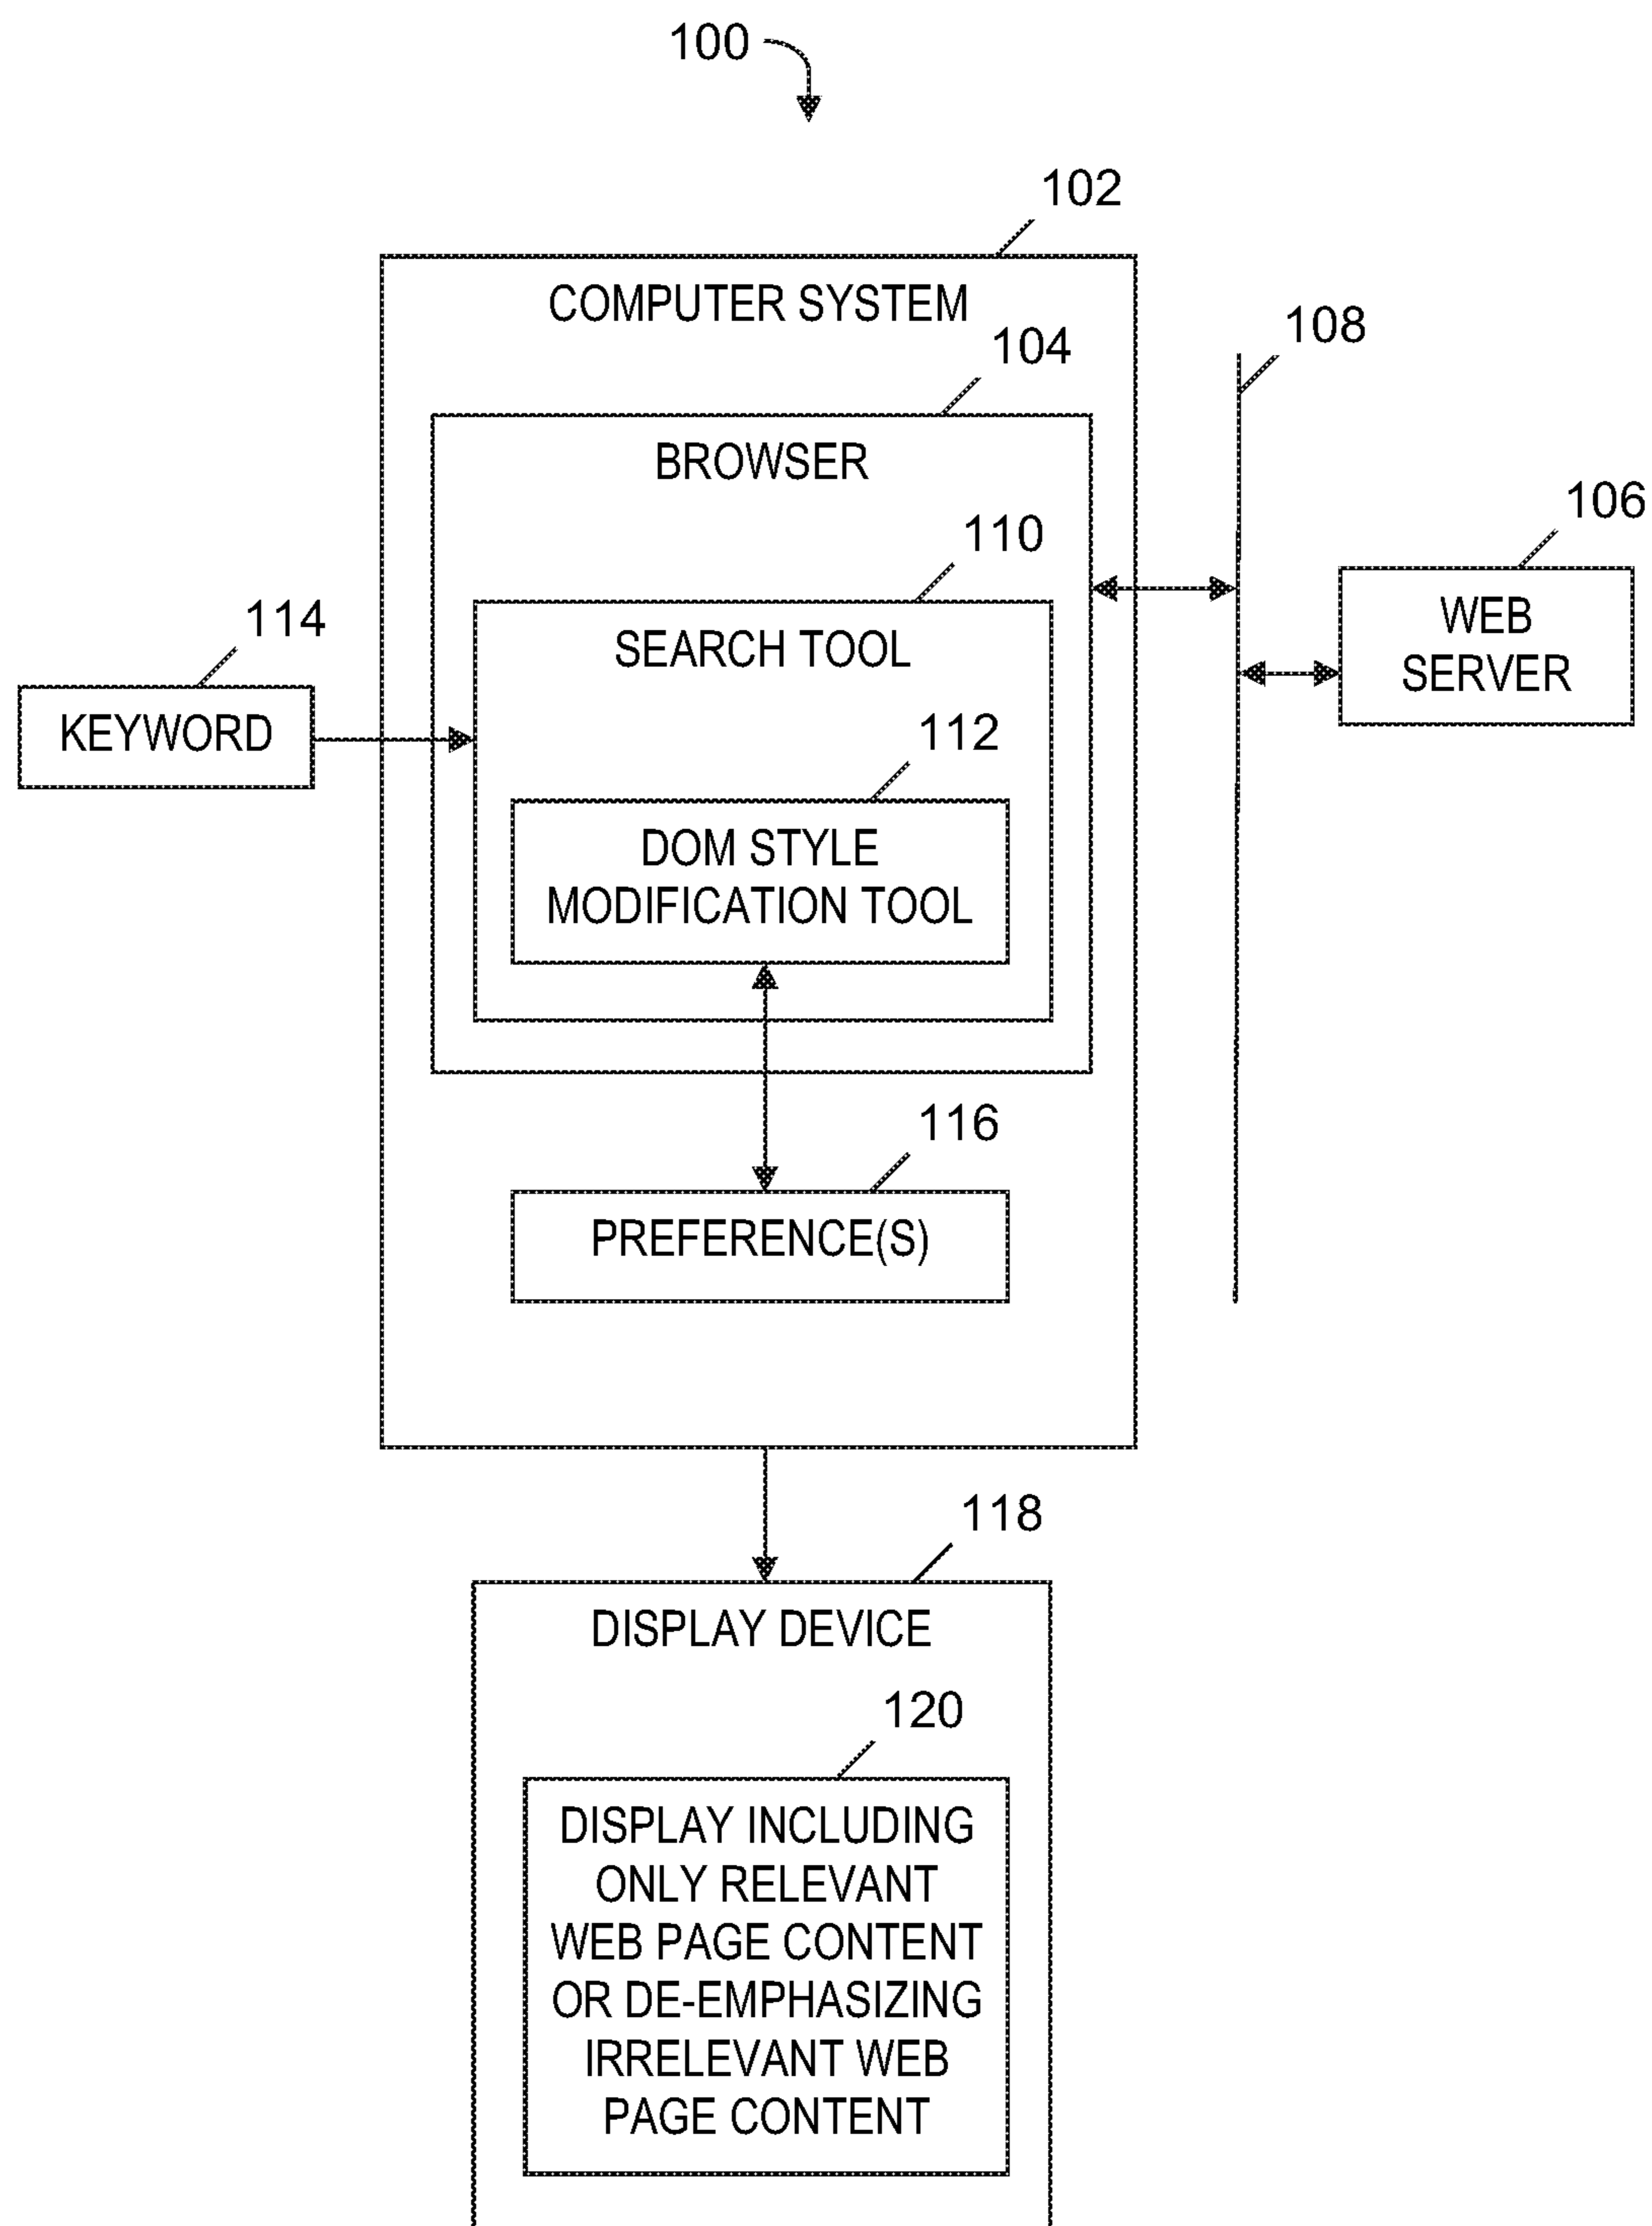 100
102
COMPUTER SYSTEM
104
108
BROWSER
106
110
WEB
SERVER
114
SEARCH TOOL
KEYWORD
112
DOM STYLE
MODIFICATION TOOL
116
PREFERENCE(S)
118
DISPLAY DEVICE
120
DISPLAY INCLUDING
ONLY RELEVANT
WEB PAGE CONTENT
OR DE-EMPHASIZING
IRRELEVANT WEB
PAGE CONTENT